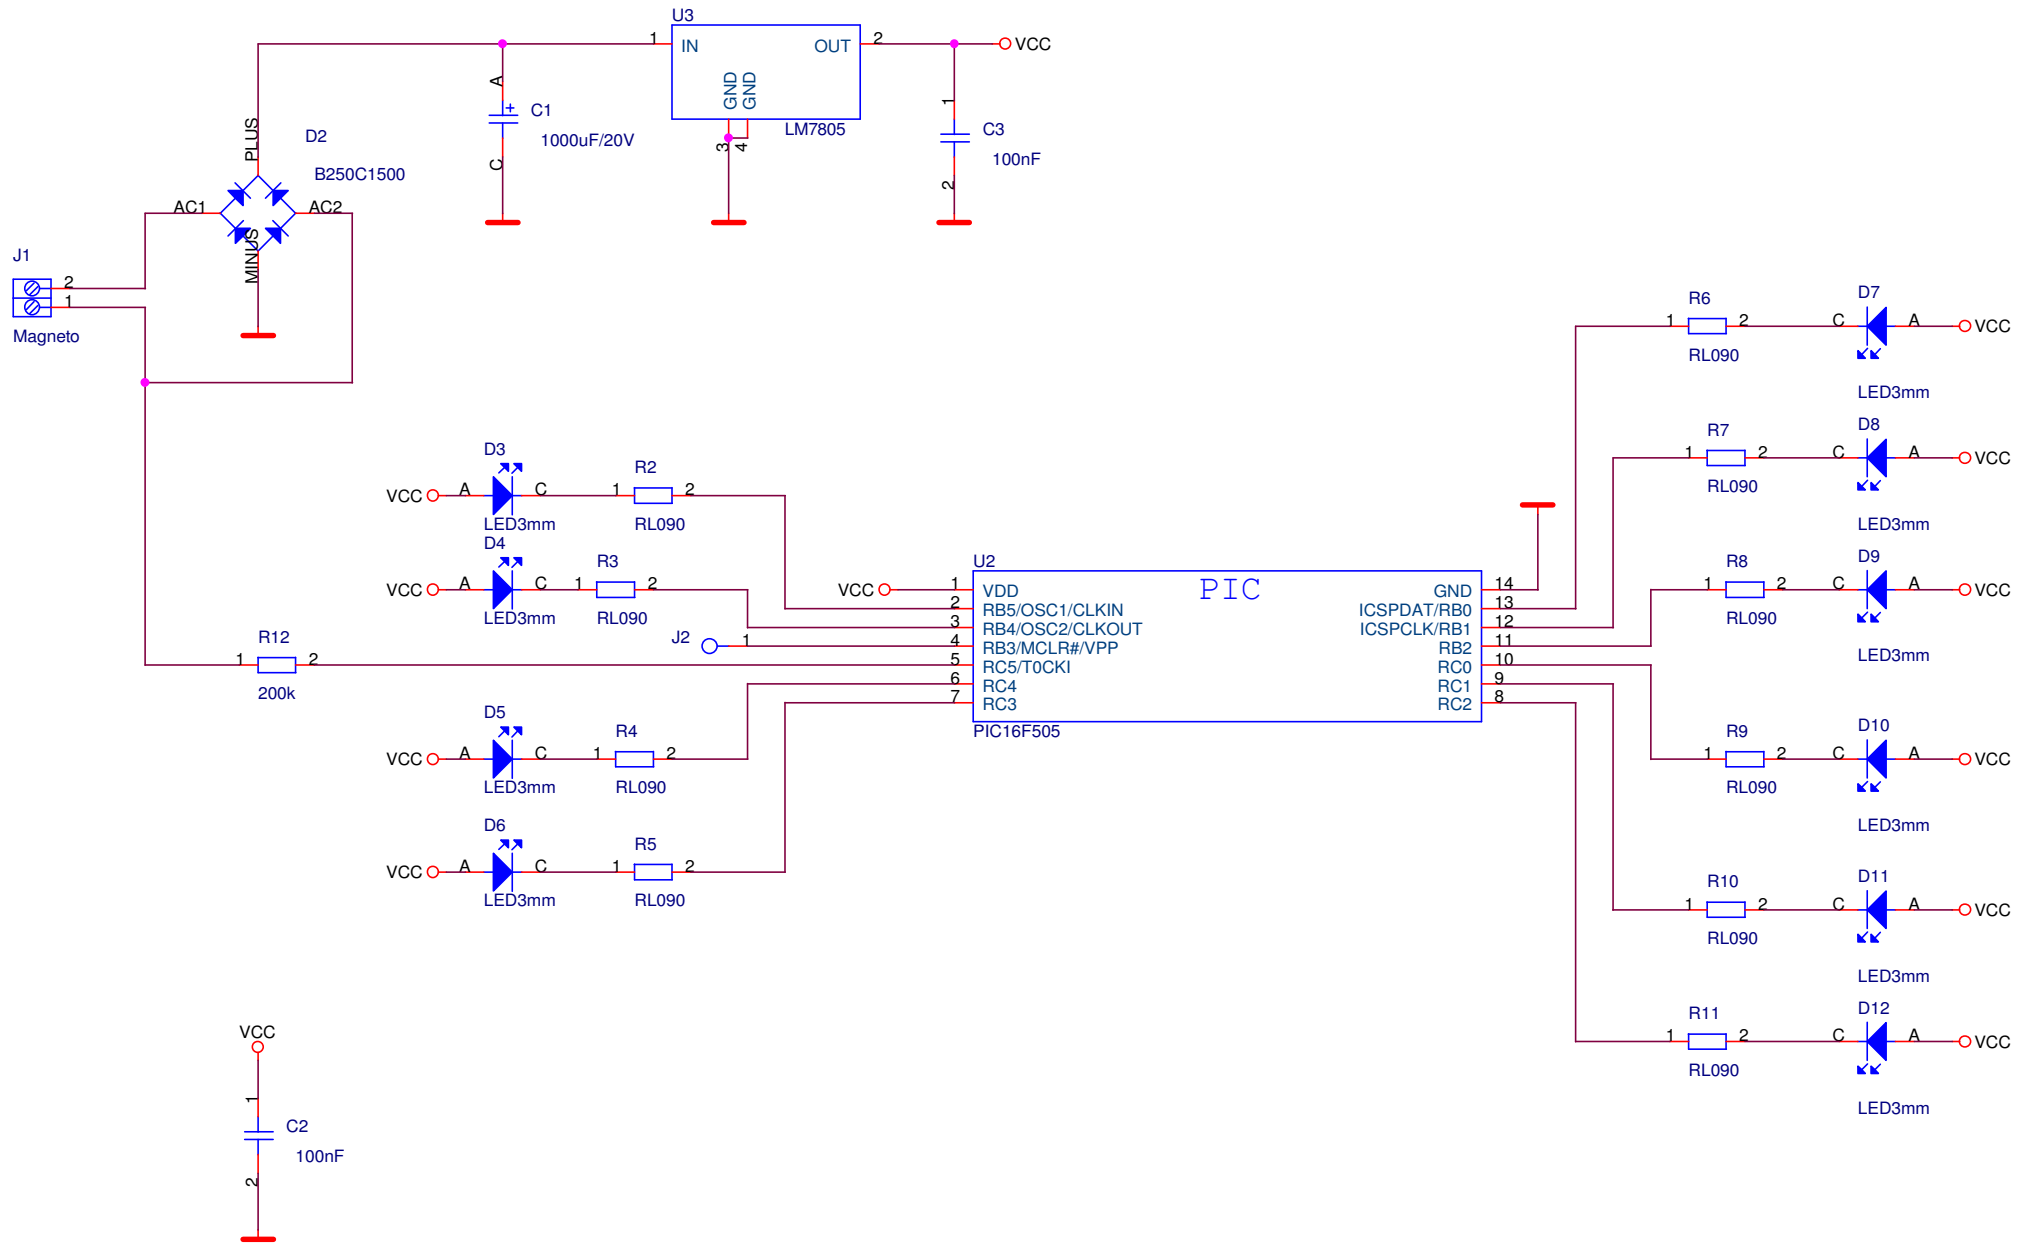 U3
1 IN OUT 2 VCC
GND
GND
3
4
LM7805
A
+
C1
1000uF/20V
C
1
C3
100nF
2
PLUS
D2
B250C1500
AC1 AC2
MINUS
J1
2
1
Magneto
D3
VCC A C 1 R2 2
LED3mm RL090
D4
VCC A C 1 R3 2
LED3mm RL090
J2 1
R12
1 2
200k
D5
VCC A C 1 R4 2
LED3mm RL090
D6
VCC A C 1 R5 2
LED3mm RL090
U2
PIC
VCC 1 VDD GND 14
2 RB5/OSC1/CLKIN ICSPDAT/RB0 13
3 RB4/OSC2/CLKOUT ICSPCLK/RB1 12
4 RB3/MCLR#/VPP RB2 11
5 RC5/T0CKI RC0 10
6 RC4 RC1 9
7 RC3 RC2 8
PIC16F505
R6 D7
1 2 C A VCC
RL090
LED3mm
R7 D8
1 2 C A VCC
RL090
LED3mm
R8 D9
1 2 C A VCC
RL090
LED3mm
R9 D10
1 2 C A VCC
RL090
LED3mm
R10 D11
1 2 C A VCC
RL090
LED3mm
R11 D12
1 2 C A VCC
RL090
LED3mm
VCC
1
C2
100nF
2